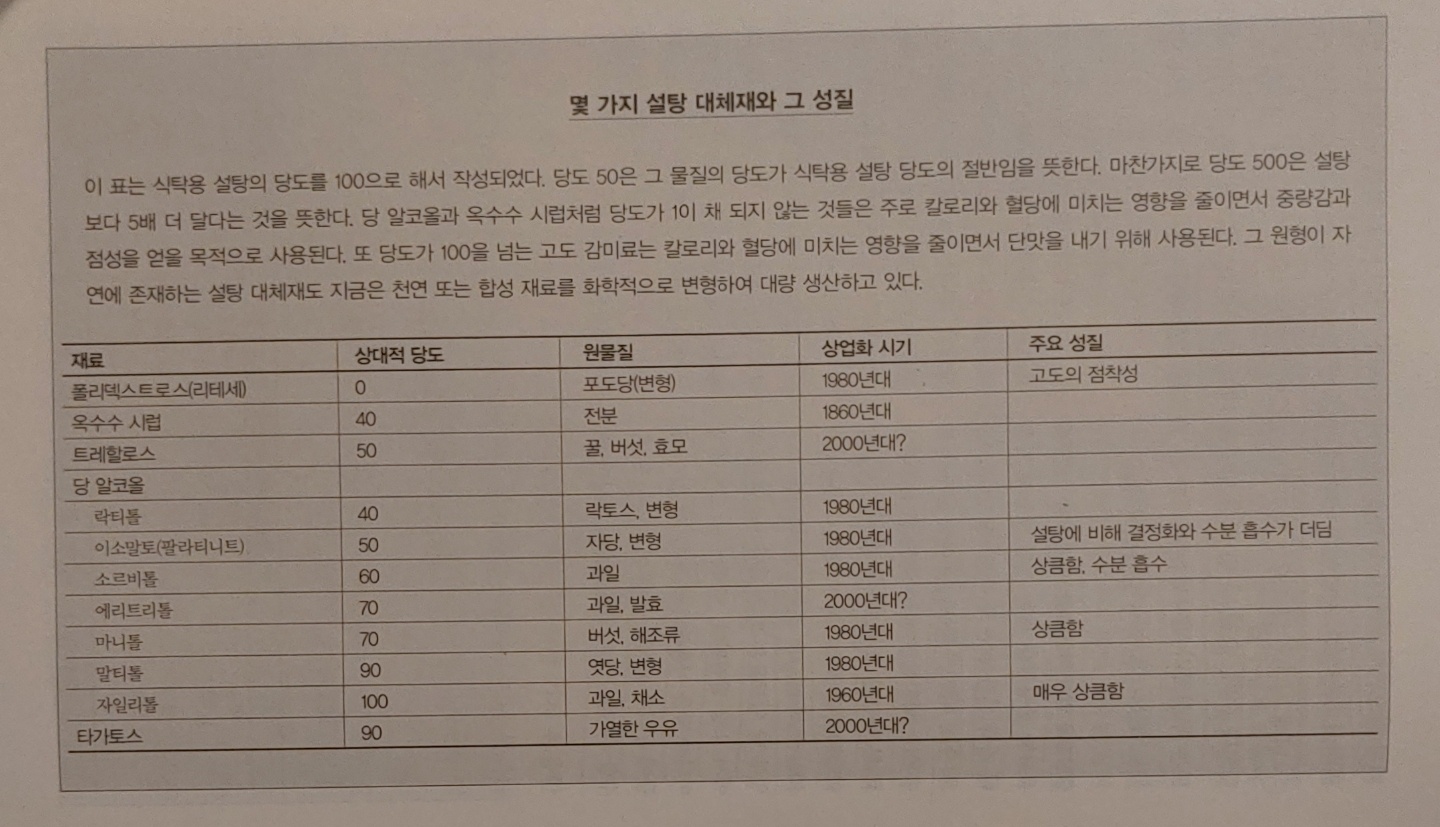 몇 가지 설탕 대체재와 그 성질
이 표는 식탁용 설탕의 당도를 100으로 해서 작성되었다. 당도 50은 그 물질의 당도가 식탁용 설탕 당도의 절반임을 뜻한다. 마찬가지로 당도 500은 설탕
보다 5배 더 달다는 것을 뜻한다. 당 알코올과 옥수수 시럽처럼 당도가 1이 채 되지 않는 것들은 주로 칼로리와 혈당에 미치는 영향을 줄이면서 중량감과
점성을 얻을 목적으로 사용된다. 또 당도가 100을 넘는 고도 감미료는 칼로리와 혈당에 미치는 영향을 줄이면서 단맛을 내기 위해 사용된다. 그 원형이 자
연에 존재하는 설탕 대체재도 지금은 천연 또는 합성 재료를 화학적으로 변형하여 대량 생산하고 있다.
재료 상대적 당도 원물질 상업화 시기 주요 성질
폴리덱스트로스(리테세) 0 포도당(변형) 1980년대 고도의 점착성
옥수수 시럽 40 전분 1860년대
트레할로스 50 꿀, 버섯, 효모 2000년대?
당 알코올
락티톨 40 락토스, 변형 1980년대
이소말토(팔라티니트) 50 자당, 변형 1980년대 설탕에 비해 결정화와 수분 흡수가 더딤
소르비톨 60 과일 1980년대 상큼함, 수분 흡수
에리트리톨 70 과일, 발효 2000년대?
마니톨 70 버섯, 해조류 1980년대 상큼함
말티톨 90 엿당, 변형 1980년대
자일리톨 100 과일, 채소 1960년대 매우 상큼함
타가토스 90 가열한 우유 2000년대?